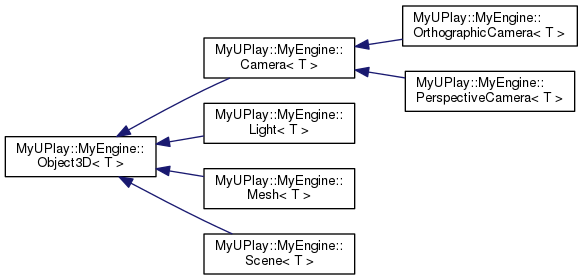 MyUPlay::MyEngine::
OrthographicCamera< T >
MyUPlay::MyEngine::
Camera< T >
MyUPlay::MyEngine::
PerspectiveCamera< T >
MyUPlay::MyEngine::
Light< T >
MyUPlay::MyEngine::
Object3D< T >
MyUPlay::MyEngine::
Mesh< T >
MyUPlay::MyEngine::
Scene< T >